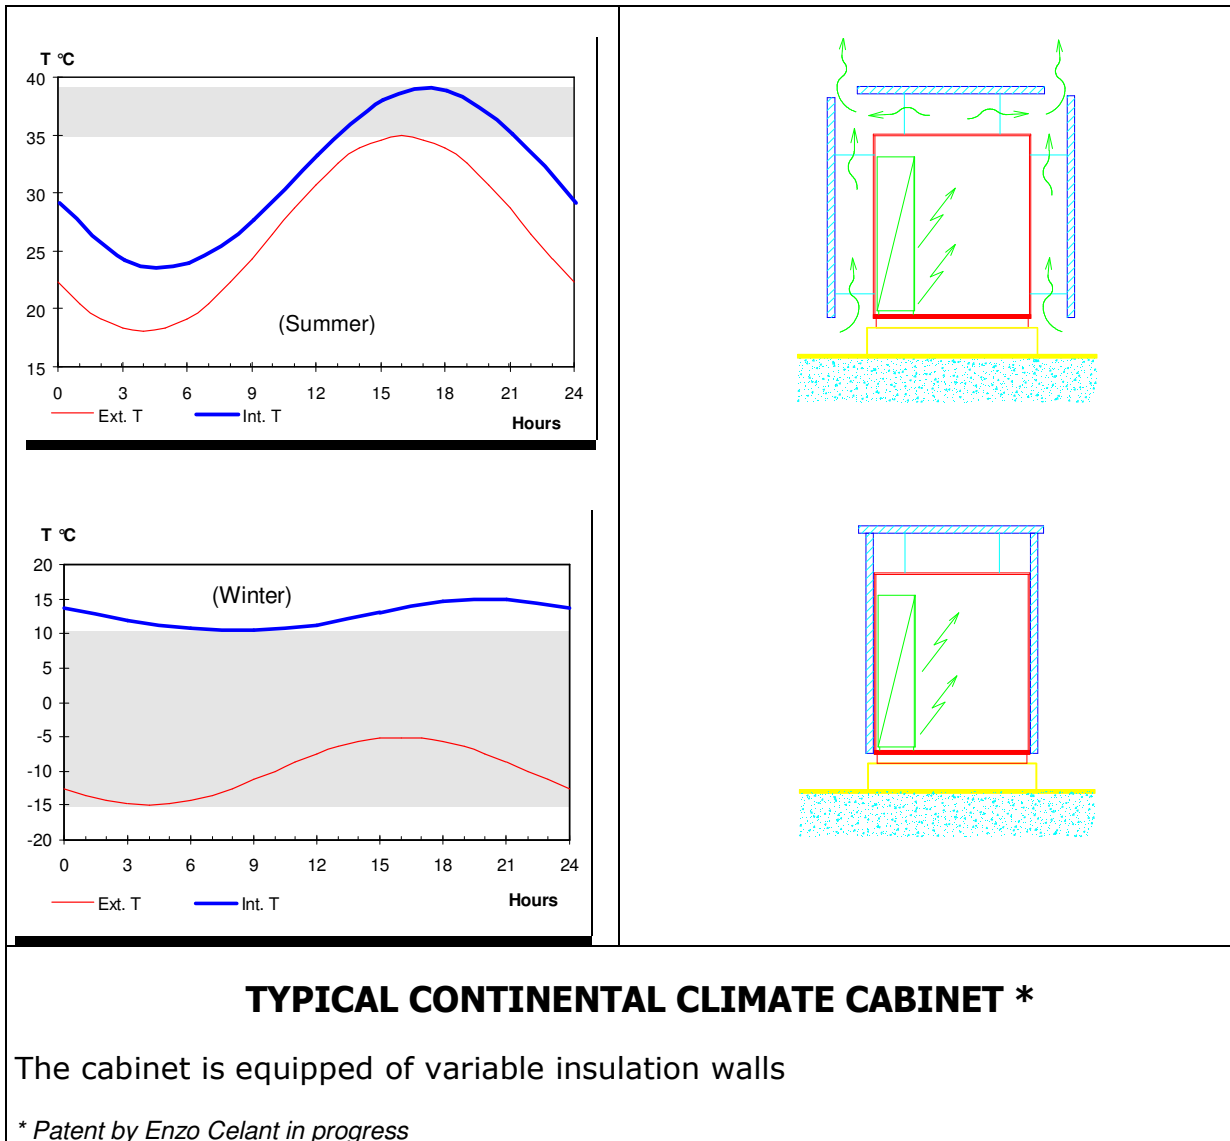 T °C
40
35
30
25
20
15
(Summer)
0 3 6 9 12 15 18 21 24
Ext. T Int. T
Hours
T °C
20
15
10
5
0
-5
-10
-15
-20
(Winter)
0 3 6 9 12 15 18 21 24
Ext. T Int. T
Hours
TYPICAL CONTINENTAL CLIMATE CABINET *
The cabinet is equipped of variable insulation walls
* Patent by Enzo Celant in progress